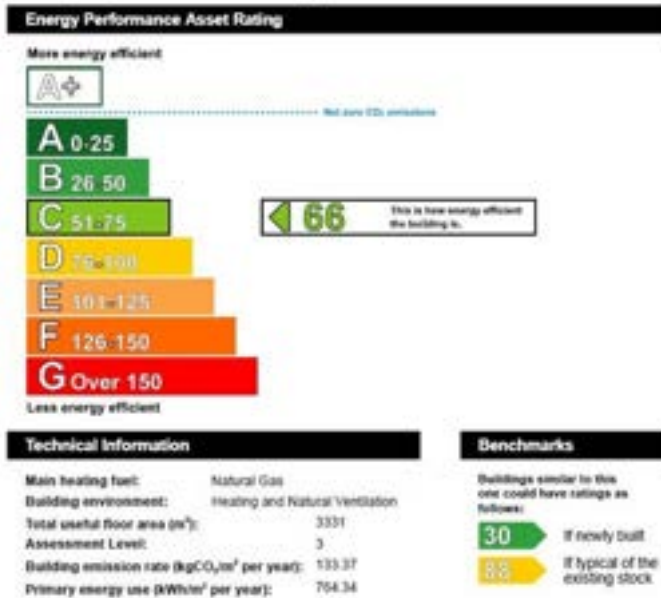 Energy Performance Asset Rating
More energy efficient
A+
Net zero CO₂ emissions
A 0-25
B 26-50
C 51-75
66 This is how energy efficient
the building is.
D 76-100
E 101-125
F 126-150
G Over 150
Less energy efficient
Technical Information
Main heating fuel: Natural Gas
Building environment: Heating and Natural Ventilation
Total useful floor area (m²): 3331
Assessment Level: 3
Building emission rate (kgCO₂/m² per year): 133.37
Primary energy use (kWh/m² per year): 764.34
Benchmarks
Buildings similar to this
one could have ratings as
follows:
30 If newly built
88 If typical of the
existing stock